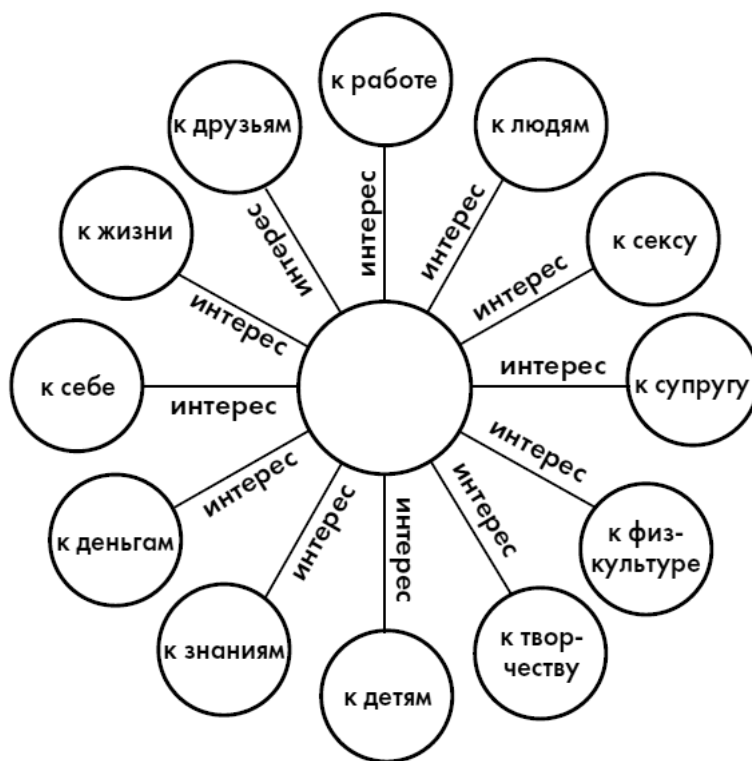 к работе
интерес
к людям
интерес
к сексу
интерес
к супругу
интерес
к физ-
культуре
интерес
к твор-
честву
интерес
к детям
интерес
к знаниям
интерес
к деньгам
интерес
к себе
интерес
к жизни
интерес
к друзьям
интерес